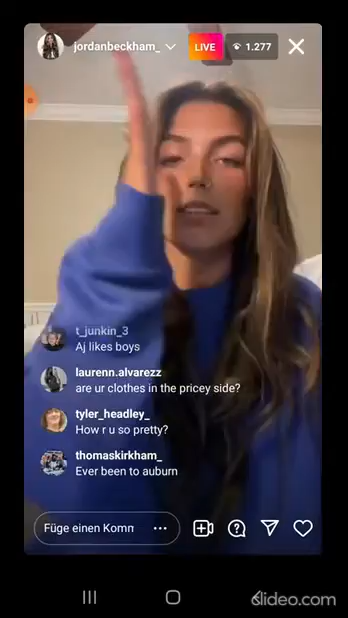 jordanbeckham_
LIVE
1.277
t_junkin_3
Aj likes boys
laurenn.alvarezz
are ur clothes in the pricey side?
tyler_headley_
How r u so pretty?
thomaskirkham_
Ever been to auburn
Füge einen Komm
dideo.com